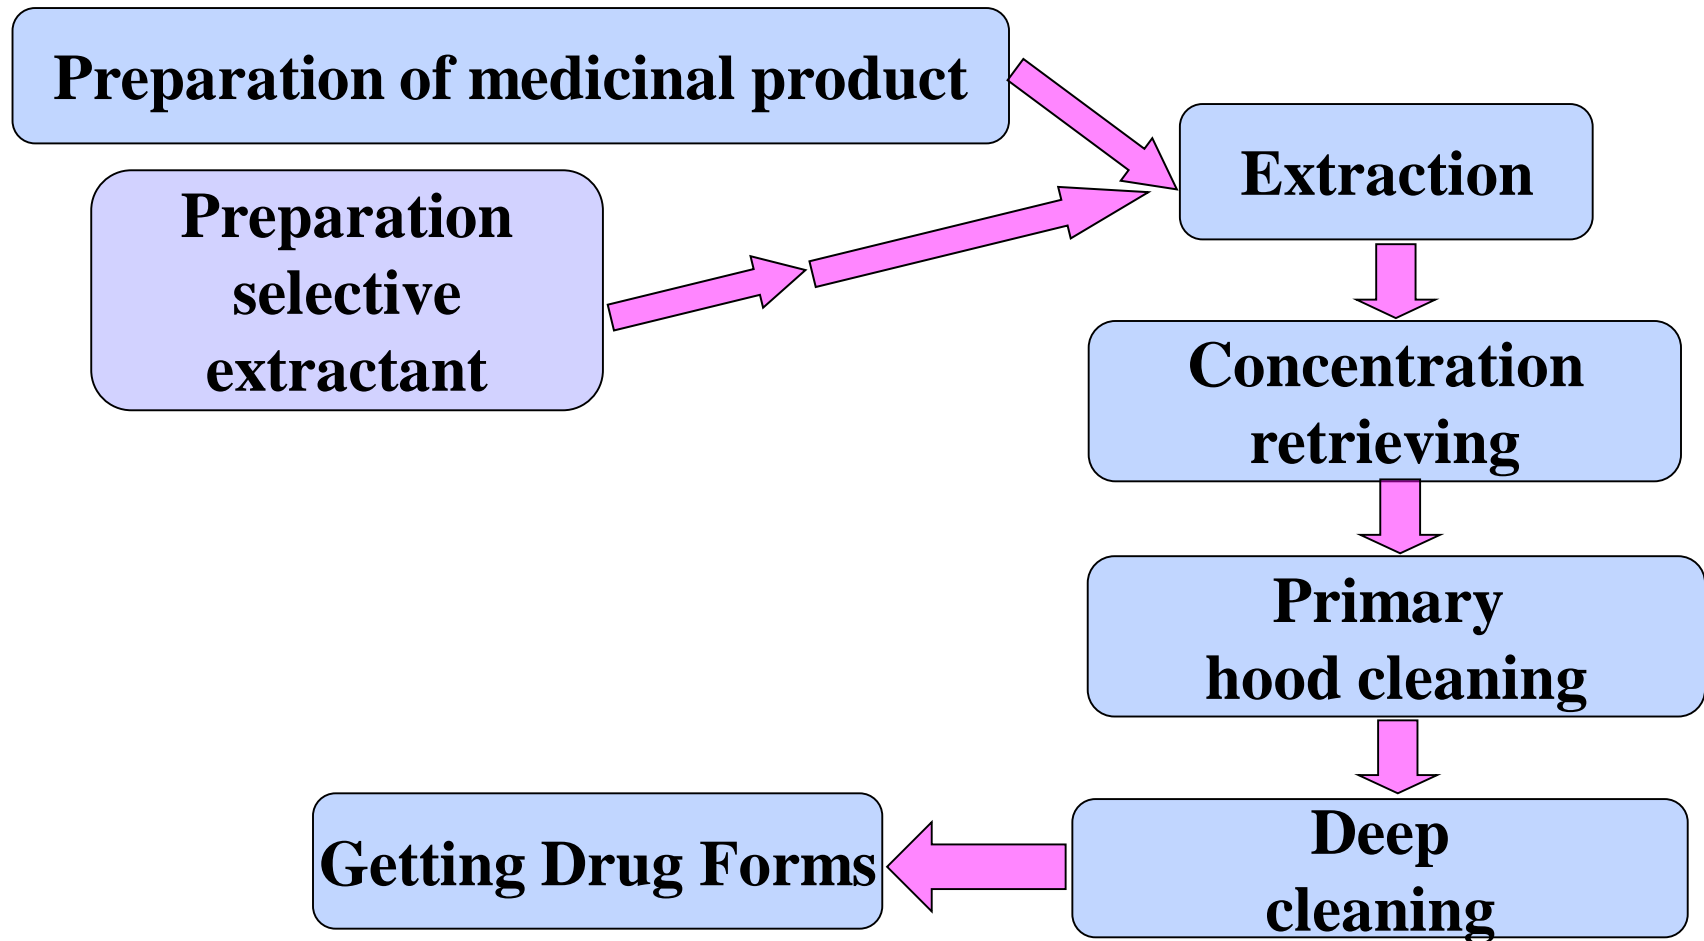 Preparation of medicinal product
Preparation
selective
extractant
Extraction
Concentration
retrieving
Primary
hood cleaning
Deep
cleaning
Getting Drug Forms